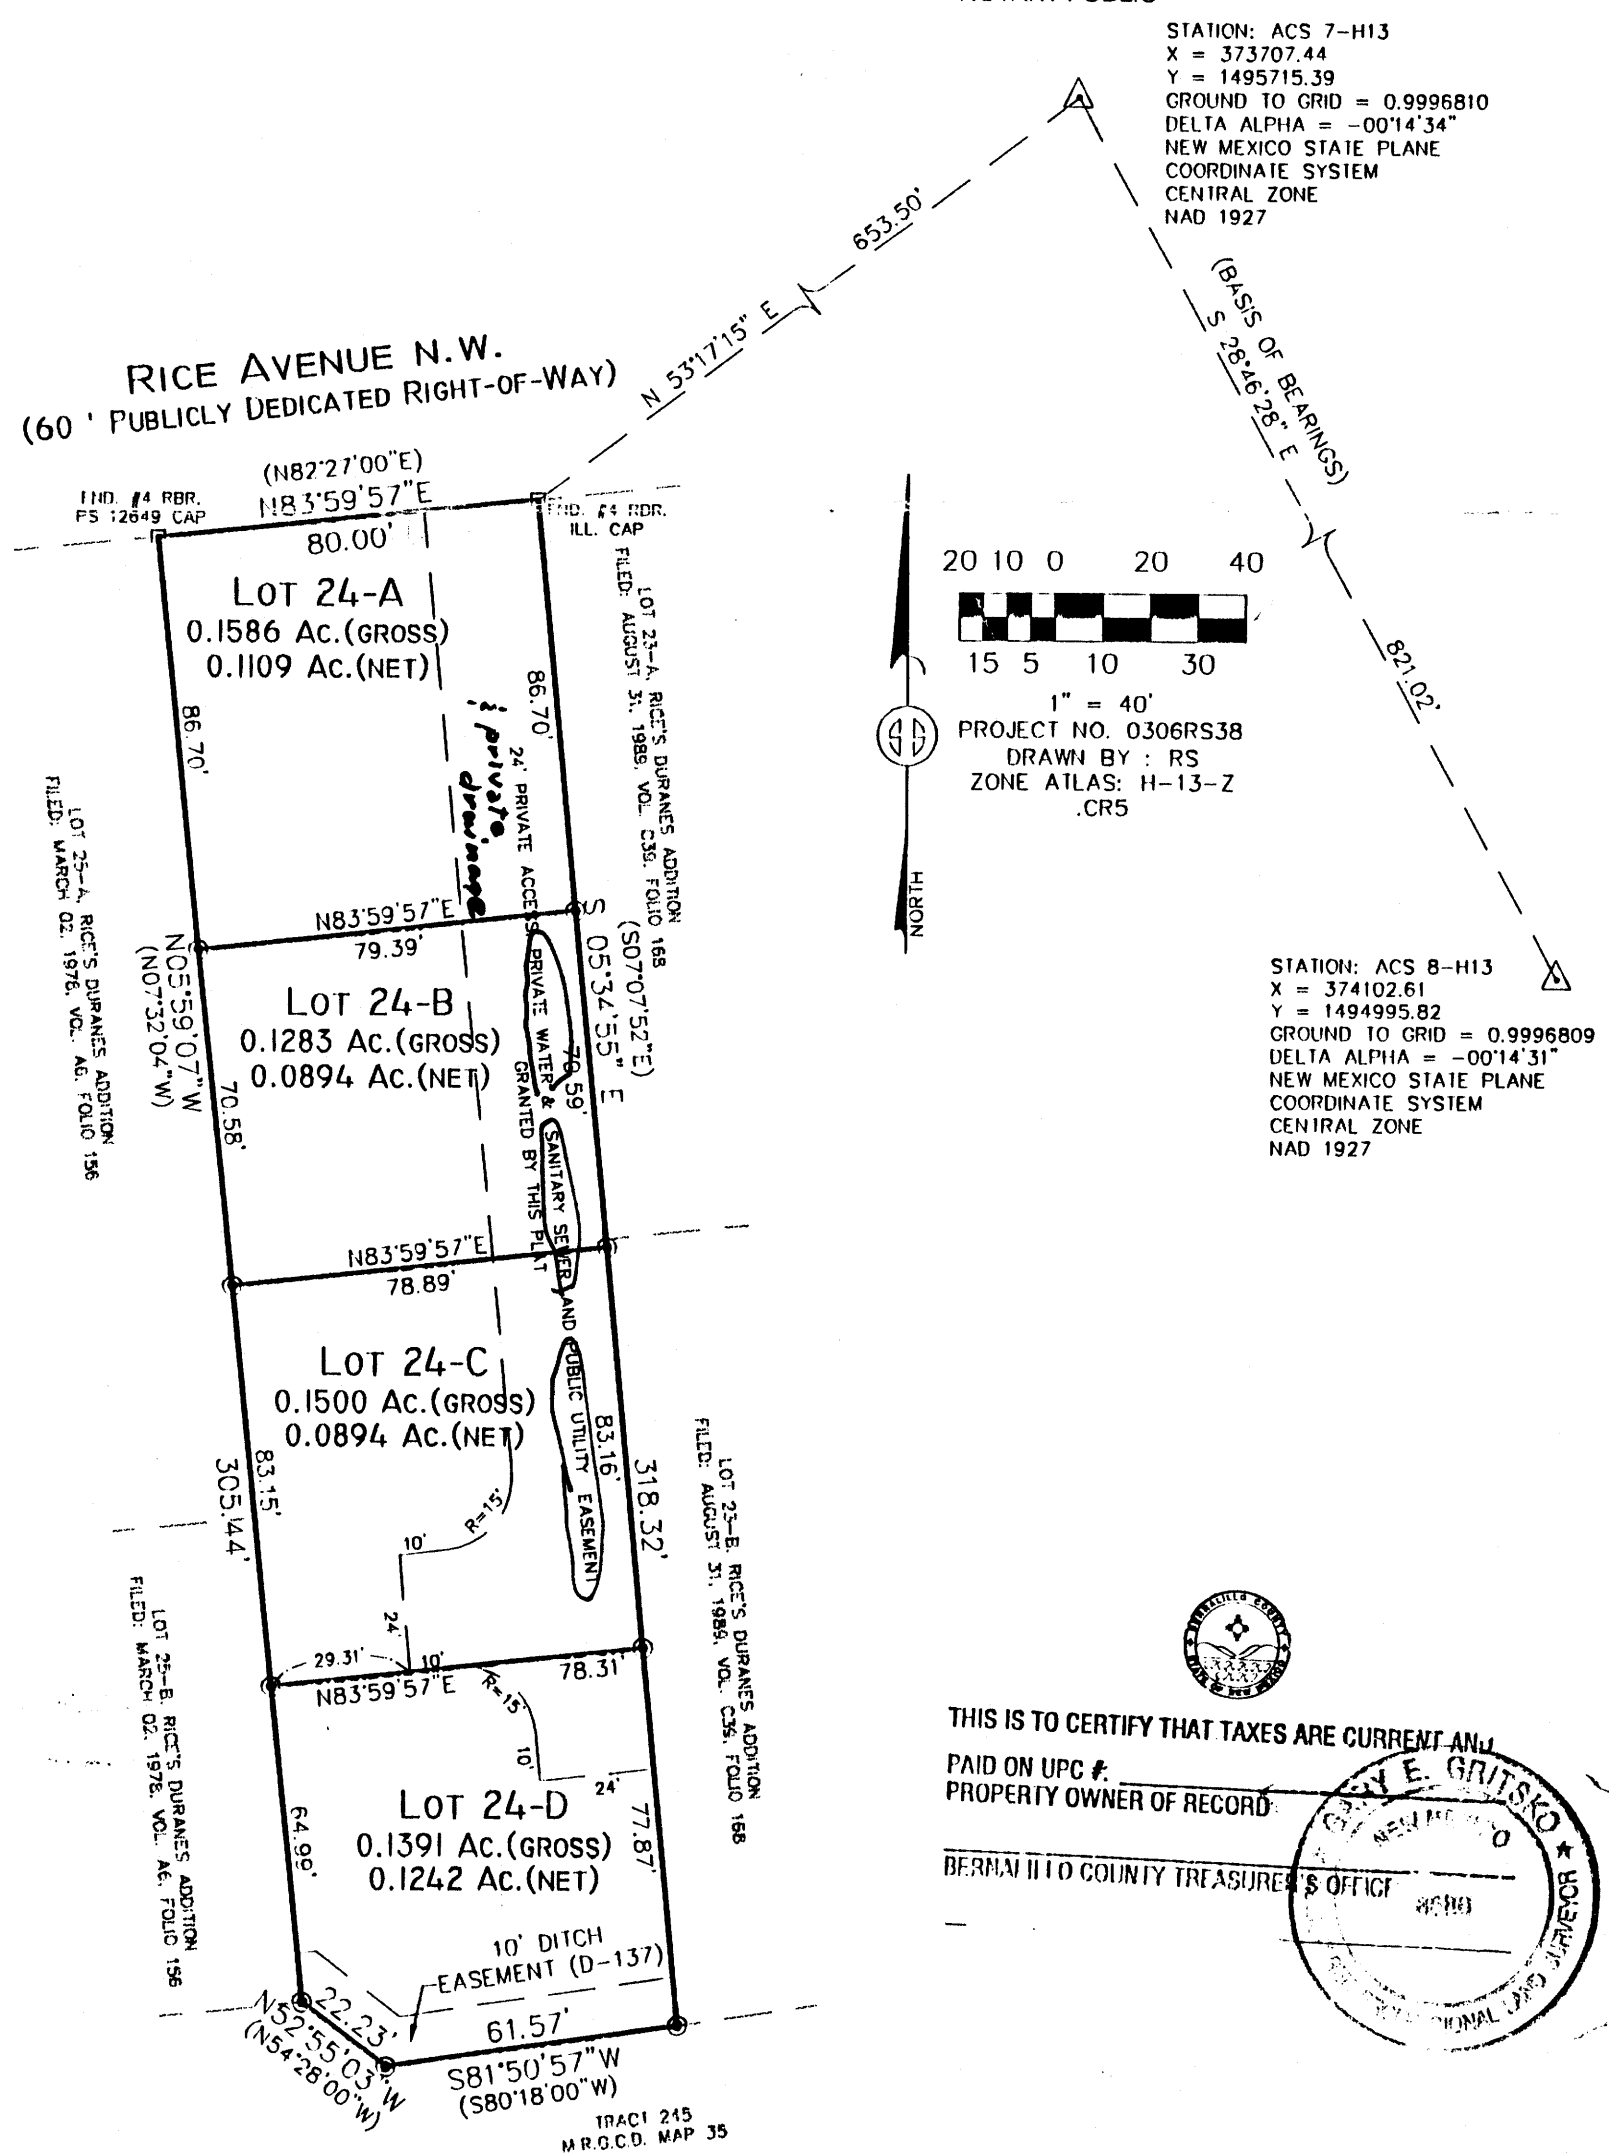 STATION: ACS 7-H13
X = 373707.44
Y = 1495715.39
GROUND TO GRID = 0.9996810
DELTA ALPHA = -00°14'34"
NEW MEXICO STATE PLANE
COORDINATE SYSTEM
CENTRAL ZONE
NAD 1927
653.50'
N 53°17'15" E
(BASIS OF BEARINGS)
S 28°46'28" E
821.02'
RICE AVENUE N.W.
(60 ' PUBLICLY DEDICATED RIGHT-OF-WAY)
(N82°27'00"E)
N83°59'57"E
80.00'
FND. #4 RBR.
PS 12649 CAP
FND. #4 RBR.
ILL. CAP
LOT 24-A
0.1586 AC.(GROSS)
0.1109 AC.(NET)
86.70'
86.70'
& private
drainage
24' PRIVATE ACCESS, PRIVATE WATER & SANITARY SEWER AND PUBLIC UTILITY EASEMENT
GRANTED BY THIS PLAT
LOT 23-A, RICE'S DURANES ADDITION
FILED: AUGUST 31, 1989, VOL. C39, FOLIO 168
LOT 25-A, RICE'S DURANES ADDITION
FILED: MARCH 02, 1978, VOL. A6, FOLIO 156
N83°59'57"E
79.39'
N05°59'07"W
(N07°32'04"W)
S 05°34'55" E
(S07°07'52"E)
LOT 24-B
0.1283 AC.(GROSS)
0.0894 AC.(NET)
70.58'
70.59'
N83°59'57"E
78.89'
LOT 24-C
0.1500 AC.(GROSS)
0.0894 AC.(NET)
83.15'
305.44'
83.16'
318.32'
R=15'
10'
24'
29.31'
10'
N83°59'57"E
78.31'
R=15'
10'
24'
LOT 23-B, RICE'S DURANES ADDITION
FILED: AUGUST 31, 1989, VOL. C39, FOLIO 168
LOT 25-B, RICE'S DURANES ADDITION
FILED: MARCH 02, 1978, VOL. A6, FOLIO 156
LOT 24-D
0.1391 AC.(GROSS)
0.1242 AC.(NET)
64.99'
77.87'
10' DITCH
EASEMENT (D-137)
22.23'
N52°55'03"W
(N54°28'00"W)
61.57'
S81°50'57"W
(S80°18'00"W)
TRACT 245
M.R.G.C.D. MAP 35
20 10 0 20 40
15 5 10 30
1" = 40'
PROJECT NO. 0306RS38
DRAWN BY : RS
ZONE ATLAS: H-13-Z
.CR5
SS
NORTH
STATION: ACS 8-H13
X = 374102.61
Y = 1494995.82
GROUND TO GRID = 0.9996809
DELTA ALPHA = -00°14'31"
NEW MEXICO STATE PLANE
COORDINATE SYSTEM
CENTRAL ZONE
NAD 1927
BERNALILLO COUNTY
STATE OF NEW MEXICO
THIS IS TO CERTIFY THAT TAXES ARE CURRENT AND
PAID ON UPC #:
PROPERTY OWNER OF RECORD:
BERNALILLO COUNTY TREASURER'S OFFICE
E. GRITSKO
NEW MEXICO
8686
LAND SURVEYOR